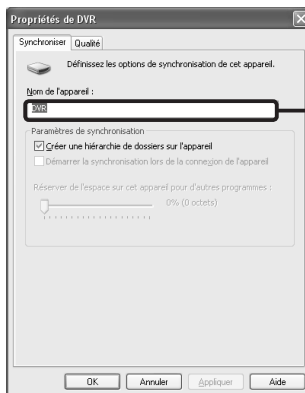 Propriétés de DVR
Synchroniser Qualité
Définissez les options de synchronisation de cet appareil.
Nom de l'appareil :
DVR
Paramètres de synchronisation
Créer une hiérarchie de dossiers sur l'appareil
Démarrer la synchronisation lors de la connexion de l'appareil
Réserver de l'espace sur cet appareil pour d'autres programmes :
0% (0 octets)
OK Annuler Appliquer Aide